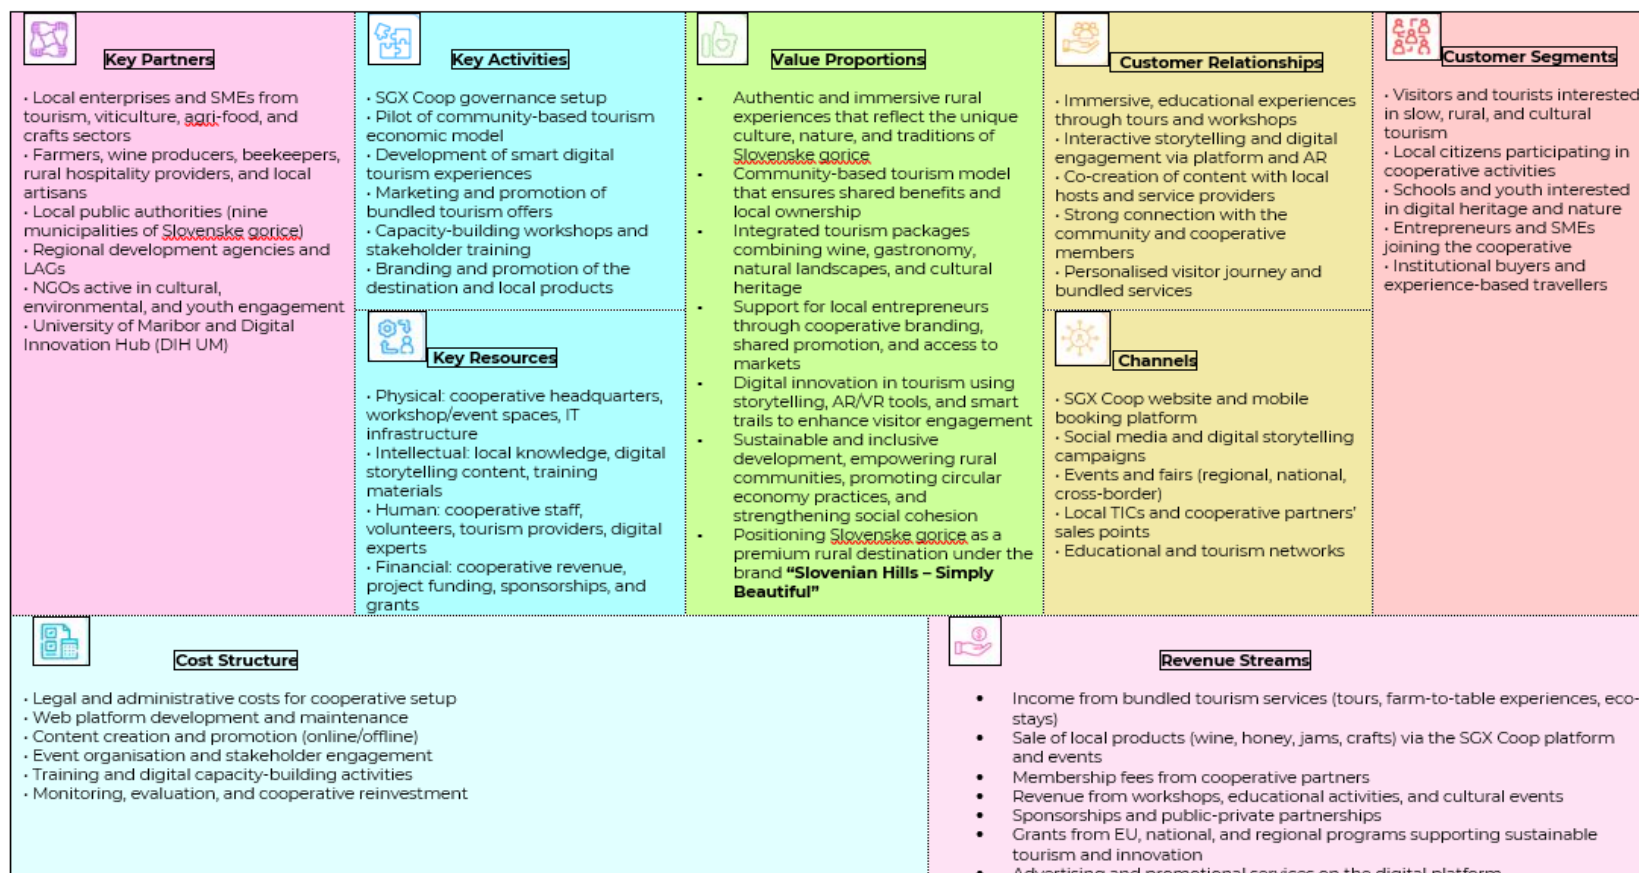 Key Partners
• Local enterprises and SMEs from
tourism, viticulture, agri-food, and
crafts sectors
• Farmers, wine producers, beekeepers,
rural hospitality providers, and local
artisans
• Local public authorities (nine
municipalities of Slovenske gorice)
• Regional development agencies and
LAGs
• NGOs active in cultural,
environmental, and youth engagement
• University of Maribor and Digital
Innovation Hub (DIH UM)
Key Activities
• SGX Coop governance setup
• Pilot of community-based tourism
economic model
• Development of smart digital
tourism experiences
• Marketing and promotion of
bundled tourism offers
• Capacity-building workshops and
stakeholder training
• Branding and promotion of the
destination and local products
Key Resources
• Physical: cooperative headquarters,
workshop/event spaces, IT
infrastructure
• Intellectual: local knowledge, digital
storytelling content, training
materials
• Human: cooperative staff,
volunteers, tourism providers, digital
experts
• Financial: cooperative revenue,
project funding, sponsorships, and
grants
Value Proportions
• Authentic and immersive rural
experiences that reflect the unique
culture, nature, and traditions of
Slovenske gorice
• Community-based tourism model
that ensures shared benefits and
local ownership
• Integrated tourism packages
combining wine, gastronomy,
natural landscapes, and cultural
heritage
• Support for local entrepreneurs
through cooperative branding,
shared promotion, and access to
markets
• Digital innovation in tourism using
storytelling, AR/VR tools, and smart
trails to enhance visitor engagement
• Sustainable and inclusive
development, empowering rural
communities, promoting circular
economy practices, and
strengthening social cohesion
• Positioning Slovenske gorice as a
premium rural destination under the
brand “Slovenian Hills – Simply
Beautiful”
Customer Relationships
• Immersive, educational experiences
through tours and workshops
• Interactive storytelling and digital
engagement via platform and AR
• Co-creation of content with local
hosts and service providers
• Strong connection with the
community and cooperative
members
• Personalised visitor journey and
bundled services
Channels
• SGX Coop website and mobile
booking platform
• Social media and digital storytelling
campaigns
• Events and fairs (regional, national,
cross-border)
• Local TICs and cooperative partners’
sales points
• Educational and tourism networks
Customer Segments
• Visitors and tourists interested
in slow, rural, and cultural
tourism
• Local citizens participating in
cooperative activities
• Schools and youth interested
in digital heritage and nature
• Entrepreneurs and SMEs
joining the cooperative
• Institutional buyers and
experience-based travellers
Cost Structure
• Legal and administrative costs for cooperative setup
• Web platform development and maintenance
• Content creation and promotion (online/offline)
• Event organisation and stakeholder engagement
• Training and digital capacity-building activities
• Monitoring, evaluation, and cooperative reinvestment
Revenue Streams
• Income from bundled tourism services (tours, farm-to-table experiences, eco-
stays)
• Sale of local products (wine, honey, jams, crafts) via the SGX Coop platform
and events
• Membership fees from cooperative partners
• Revenue from workshops, educational activities, and cultural events
• Sponsorships and public-private partnerships
• Grants from EU, national, and regional programs supporting sustainable
tourism and innovation
Advertising and promotional services on the digital platform